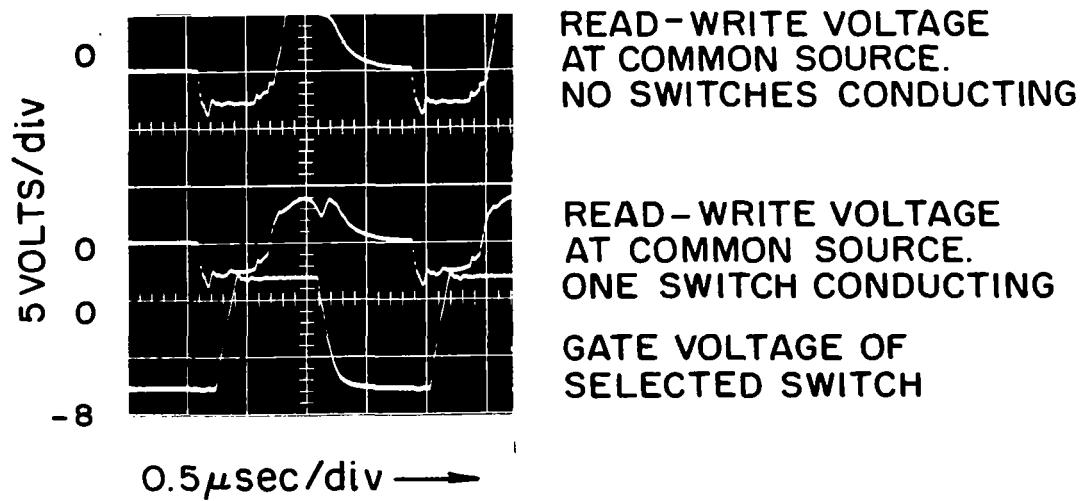 READ-WRITE VOLTAGE
AT COMMON SOURCE.
NO SWITCHES CONDUCTING
READ-WRITE VOLTAGE
AT COMMON SOURCE.
ONE SWITCH CONDUCTING
GATE VOLTAGE OF
SELECTED SWITCH
5 VOLTS/div
0
0
0
-8
0.5μsec/div